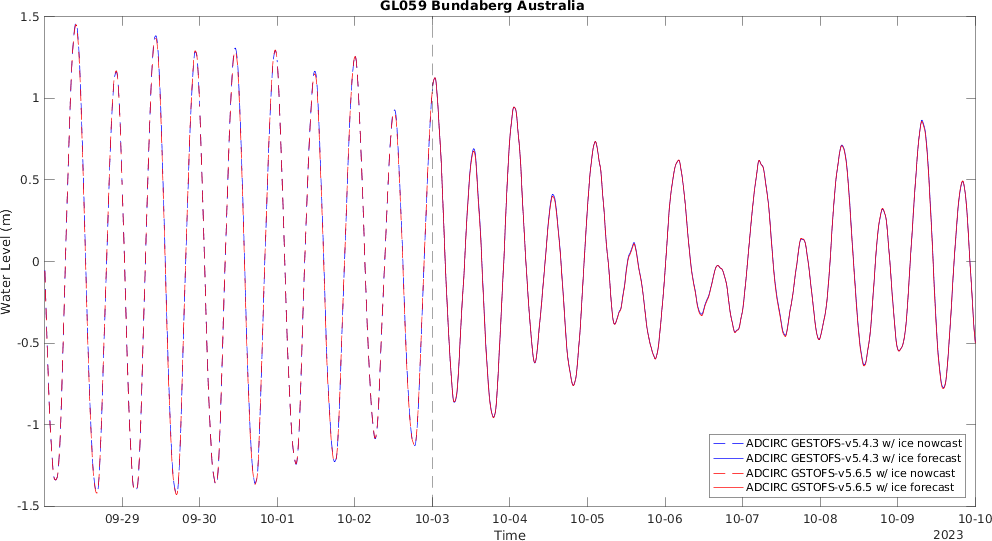 GL059 Bundaberg Australia
1.5
1
0.5
0
-0.5
-1
-1.5
Water Level (m)
09-29 09-30 10-01 10-02 10-03 10-04 10-05 10-06 10-07 10-08 10-09 10-10
Time
2023
ADCIRC GESTOFS-v5.4.3 w/ ice nowcast
ADCIRC GESTOFS-v5.4.3 w/ ice forecast
ADCIRC GSTOFS-v5.6.5 w/ ice nowcast
ADCIRC GSTOFS-v5.6.5 w/ ice forecast